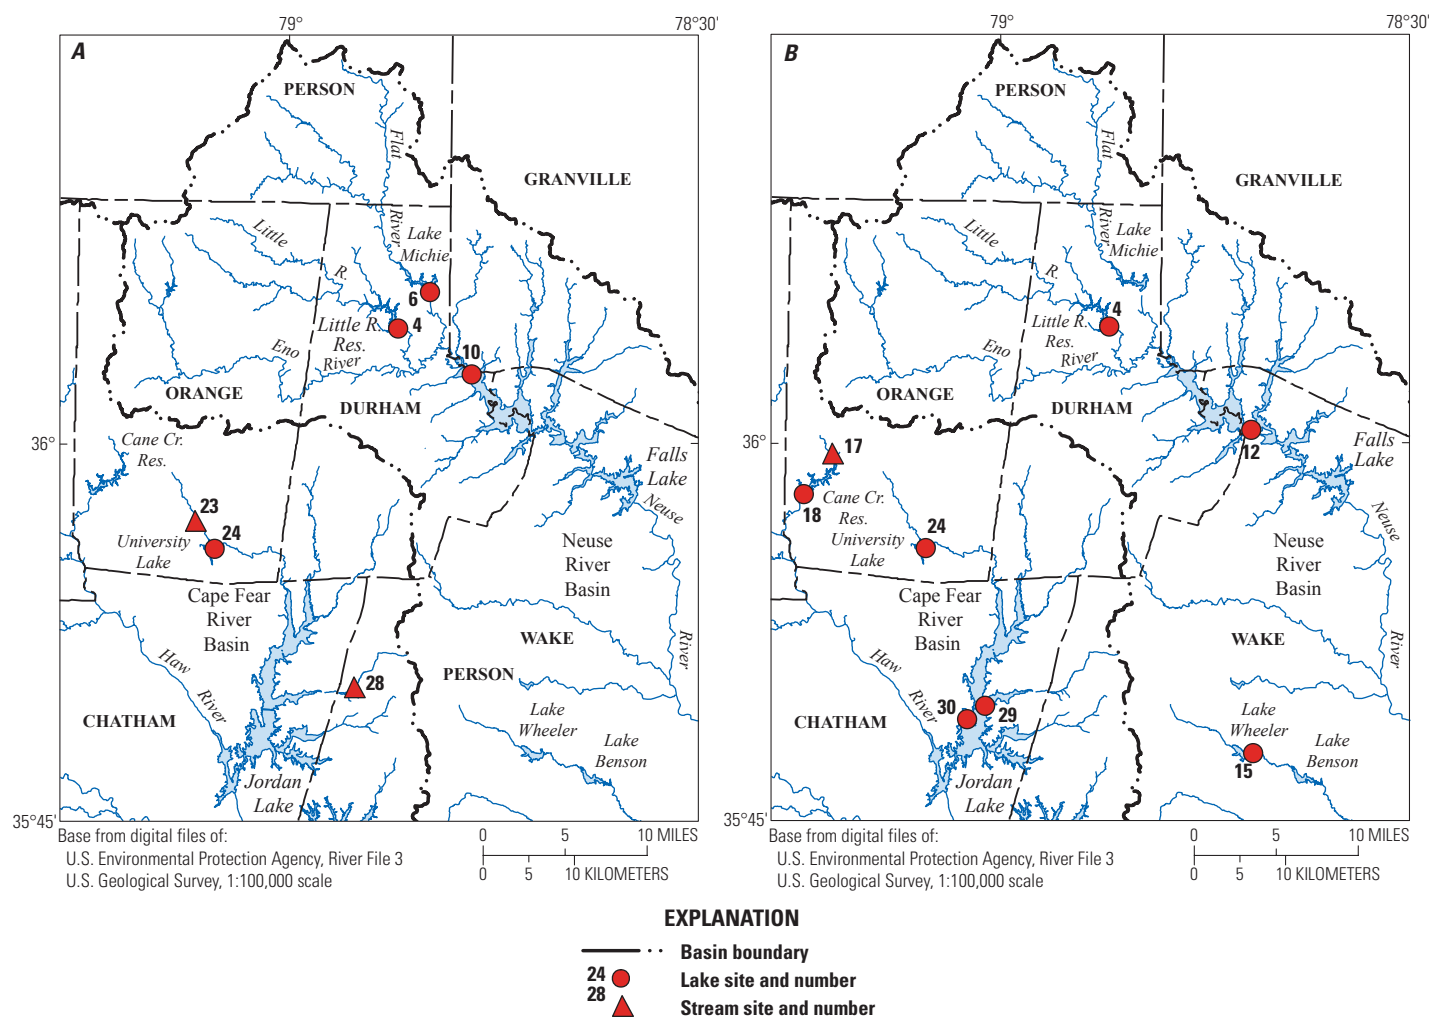 79°
78°30'
A
PERSON
Flat
River
GRANVILLE
Little
R.
Lake
Michie
6
4
Little R.
Res.
River
Eno
10
ORANGE
DURHAM
36°
Cane Cr.
Res.
Falls
Lake
Neuse
23
24
University
Lake
Neuse
River
Basin
Cape Fear
River
Basin
WAKE
River
Haw
River
28
PERSON
CHATHAM
Lake
Wheeler
Lake
Benson
Jordan
Lake
35°45'
Base from digital files of:
U.S. Environmental Protection Agency, River File 3
U.S. Geological Survey, 1:100,000 scale
0 5 10 MILES
0 5 10 KILOMETERS
79°
78°30'
B
PERSON
Flat
River
GRANVILLE
Little
R.
Lake
Michie
4
Little R.
Res.
River
Eno
ORANGE
DURHAM
36°
17
12
Falls
Lake
18
Cane Cr.
Res.
University
Lake
24
Neuse
Neuse
River
Basin
Cape Fear
River
Basin
WAKE
River
Haw
River
30
29
CHATHAM
Lake
Wheeler
15
Lake
Benson
Jordan
Lake
35°45'
Base from digital files of:
U.S. Environmental Protection Agency, River File 3
U.S. Geological Survey, 1:100,000 scale
0 5 10 MILES
0 5 10 KILOMETERS
EXPLANATION
Basin boundary
24 Lake site and number
28 Stream site and number